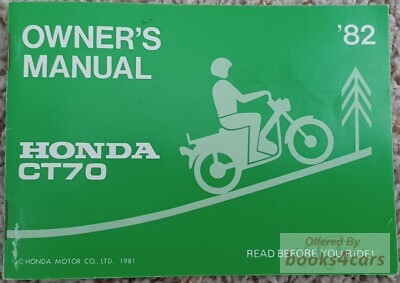 OWNER'S
MANUAL
'82
HONDA
CT70
READ BEFORE YOU RIDE!
Offered By
books4cars
© HONDA MOTOR CO., LTD. 1981